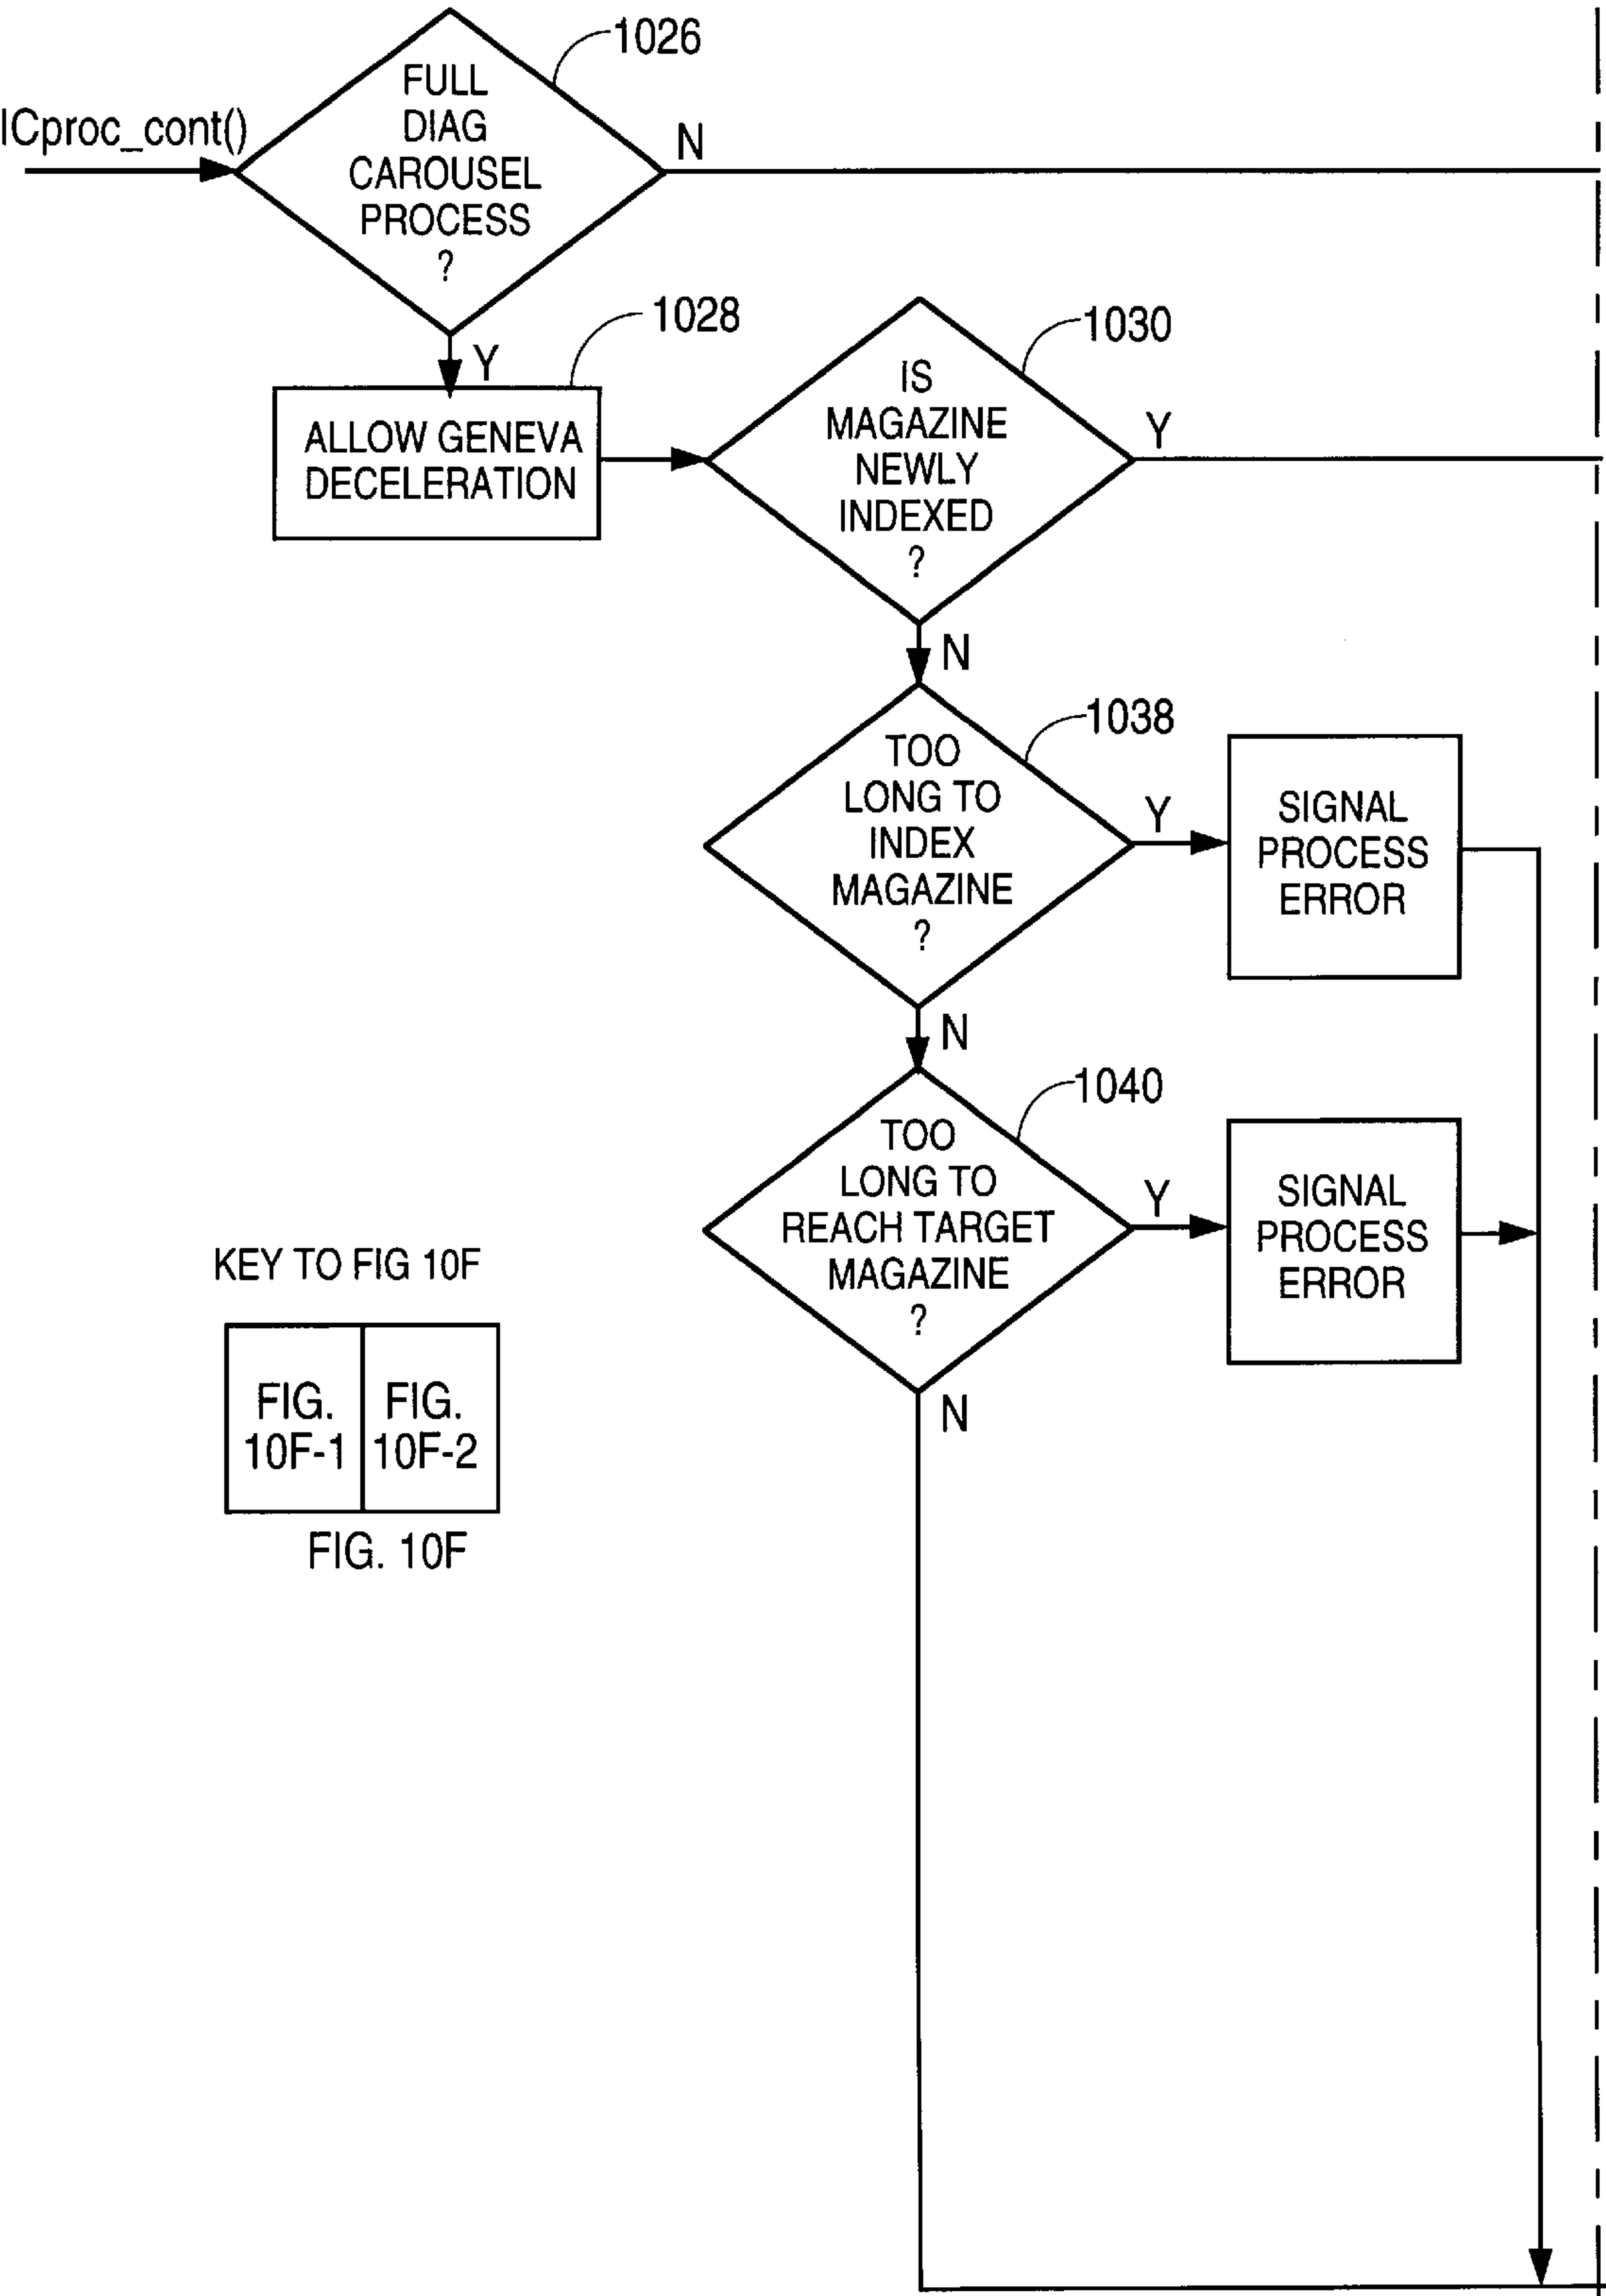 1026
FULL
DIAG
CAROUSEL
PROCESS
?
ICproc_cont()
N
Y
1028
ALLOW GENEVA
DECELERATION
1030
IS
MAGAZINE
NEWLY
INDEXED
?
Y
N
1038
TOO
LONG TO
INDEX
MAGAZINE
?
Y
SIGNAL
PROCESS
ERROR
N
1040
TOO
LONG TO
REACH TARGET
MAGAZINE
?
Y
SIGNAL
PROCESS
ERROR
N
KEY TO FIG 10F
FIG.
10F-1
FIG.
10F-2
FIG. 10F